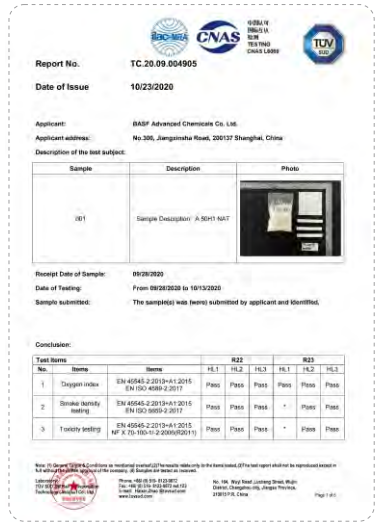 ilac-MRA
CNAS
TESTING
TÜV
SUD
Report No. TC.20.09.004905
Date of Issue 10/23/2020
Applicant: BASF Advanced Chemicals Co. Ltd.
Applicant address: No.300, Jiangxinsha Road, 200137 Shanghai, China
Description of the test subject:
Sample Description Photo
001 Sample Description: A 50H1 NAT
Receipt Date of Sample: 09/28/2020
Date of Testing: From 09/28/2020 to 10/13/2020
Sample submitted: The sample(s) was (were) submitted by applicant and identified.
Conclusion:
Test items R22 R23
No. Items Items HL1 HL2 HL3 HL1 HL2 HL3
1 Oxygen index EN 45545-2:2013+A1:2015 Pass Pass Pass Pass Pass Pass
EN ISO 4589-2:2017
2 Smoke density EN 45545-2:2013+A1:2015 Pass Pass Pass * Pass Pass
testing EN ISO 5659-2:2017
3 Toxicity testing EN 45545-2:2013+A1:2015 Pass Pass Pass * Pass Pass
NF X 70-100-1/-2:2006(R2011)
Page 1 of